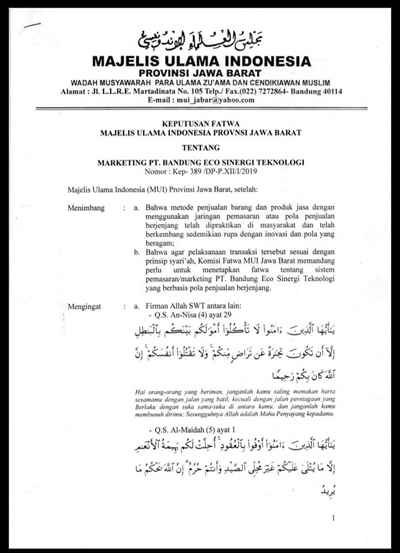 مجلس العلماء الإندونيسي
MAJELIS ULAMA INDONESIA
PROVINSI JAWA BARAT
WADAH MUSYAWARAH PARA ULAMA ZU'AMA DAN CENDIKIAWAN MUSLIM
Alamat : Jl. L.L.R.E. Martadinata No. 105 Telp./ Fax.(022) 7272864- Bandung 40114
E-mail : mui_jabar@yahoo.com
KEPUTUSAN FATWA
MAJELIS ULAMA INDONESIA PROVNSI JAWA BARAT
TENTANG
MARKETING PT. BANDUNG ECO SINERGI TEKNOLOGI
Nomor : Kep- 389 /DP-P.XII/I/2019
Majelis Ulama Indonesia (MUI) Provinsi Jawa Barat, setelah:
Menimbang : a. Bahwa metode penjualan barang dan produk jasa dengan
menggunakan jaringan pemasaran atau pola penjualan
berjenjang telah dipraktikan di masyarakat dan telah
berkembang sedemikian rupa dengan inovasi dan pola yang
beragam;
b. Bahwa agar pelaksanaan transaksi tersebut sesuai dengan
prinsip syari'ah, Komisi Fatwa MUI Jawa Barat memandang
perlu untuk menetapkan fatwa tentang sistem
pemasaran/marketing PT. Bandung Eco Sinergi Teknologi
yang berbasis pola penjualan berjenjang.
Mengingat : a. Firman Allah SWT antara lain:
- Q.S. An-Nisa (4) ayat 29
يَٰٓأَيُّهَا ٱلَّذِينَ ءَامَنُوا۟ لَا تَأْكُلُوٓا۟ أَمْوَٰلَكُم بَيْنَكُم بِٱلْبَٰطِلِ
إِلَّآ أَن تَكُونَ تِجَٰرَةً عَن تَرَاضٍ مِّنكُمْ ۚ وَلَا تَقْتُلُوٓا۟ أَنفُسَكُمْ ۚ إِنَّ
ٱللَّهَ كَانَ بِكُمْ رَحِيمًا
Hai orang-orang yang beriman, janganlah kamu saling memakan harta
sesamamu dengan jalan yang batil, kecuali dengan jalan perniagaan yang
Berlaku dengan suka sama-suka di antara kamu. dan janganlah kamu
membunuh dirimu; Sesungguhnya Allah adalah Maha Penyayang kepadamu.
- Q.S. Al-Maidah (5) ayat 1
يَٰٓأَيُّهَا ٱلَّذِينَ ءَامَنُوٓا۟ أَوْفُوا۟ بِٱلْعُقُودِ ۚ أُحِلَّتْ لَكُم بَهِيمَةُ ٱلْأَنْعَٰمِ
إِلَّا مَا يُتْلَىٰ عَلَيْكُمْ غَيْرَ مُحِلِّى ٱلصَّيْدِ وَأَنتُمْ حُرُمٌ ۗ إِنَّ ٱللَّهَ يَحْكُمُ مَا
يُرِيدُ
1